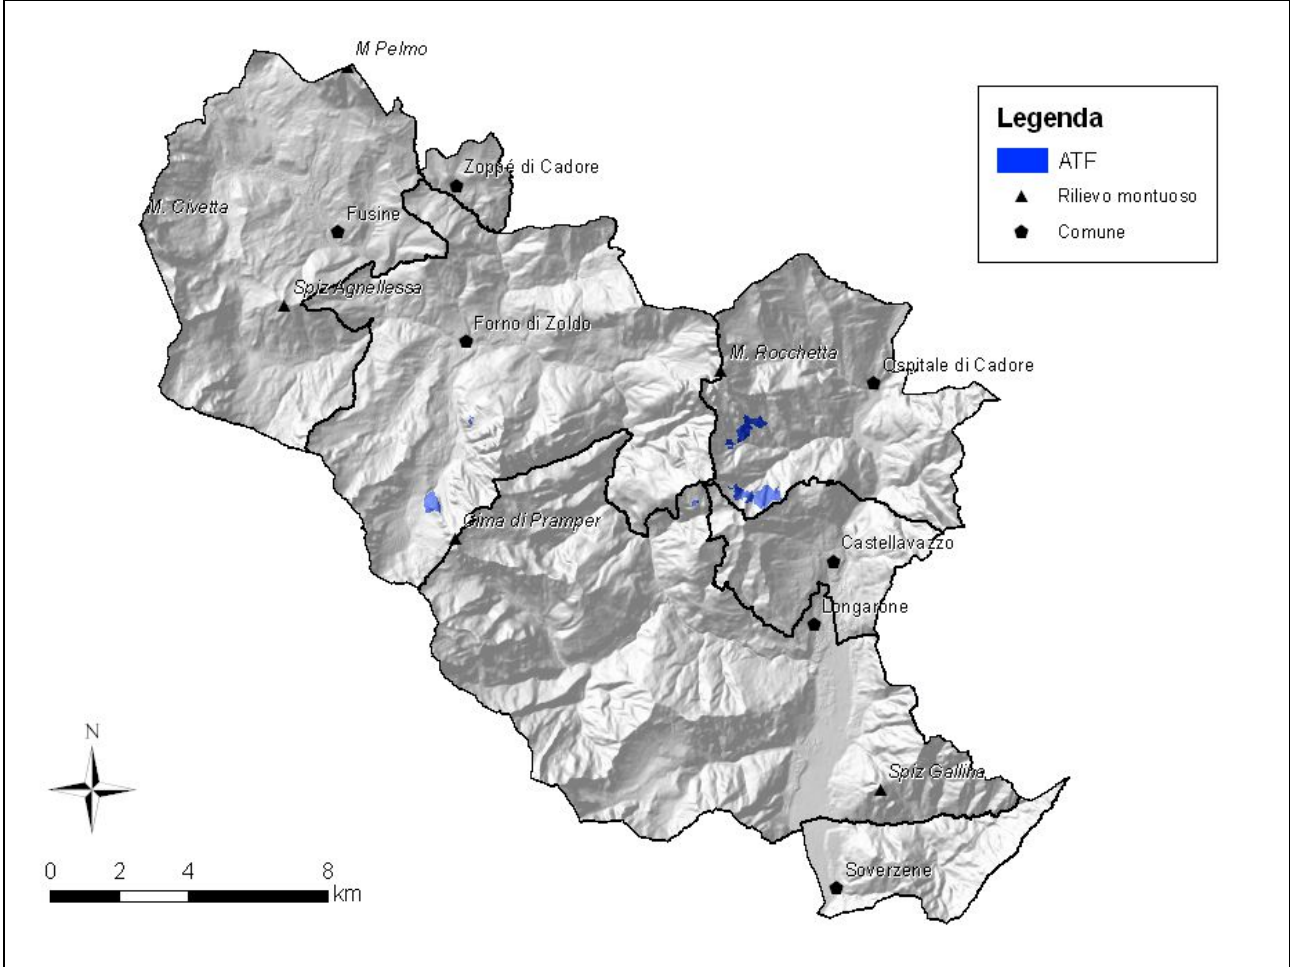 M Pelmo
Legenda
ATF
Rilievo montuoso
Comune
Zoppé di Cadore
M. Civetta
Fusine
Spiz Agnellessa
Forno di Zoldo
M. Rocchetta
Ospitale di Cadore
Cima di Pramper
Castellavazzo
Longarone
N
Spiz Gallina
0 2 4 8
km
Soverzene